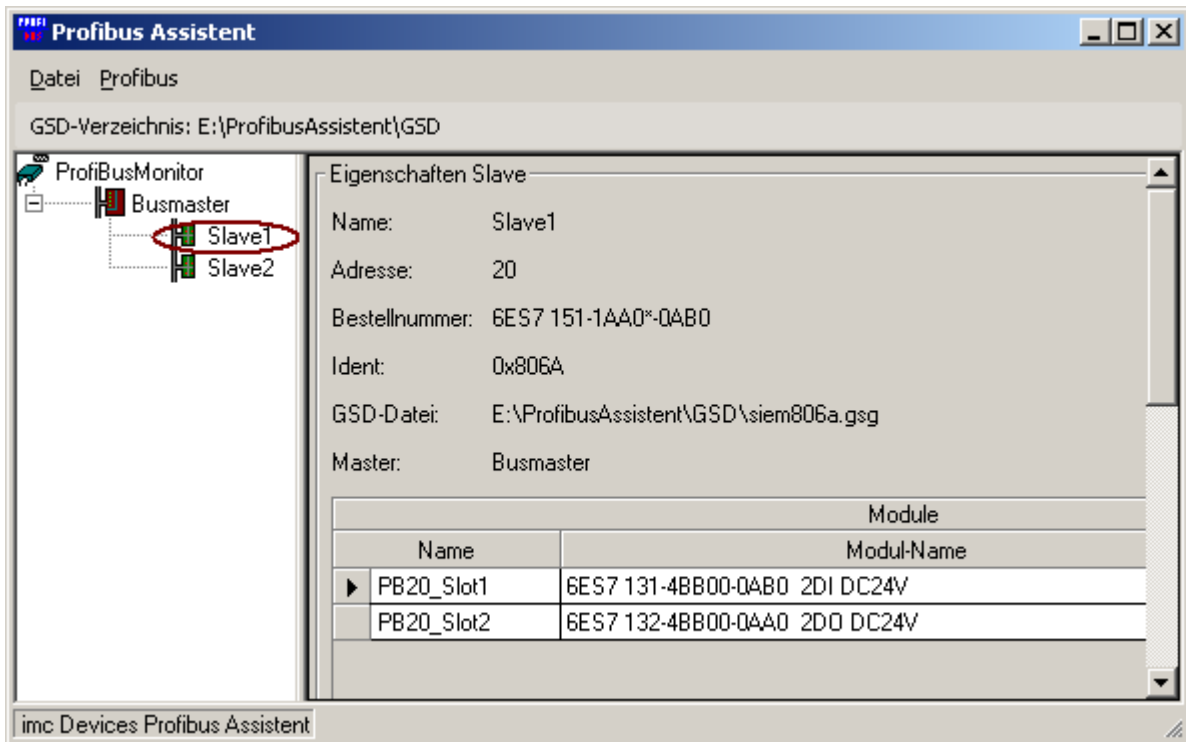 Profibus Assistent
Datei Profibus
GSD-Verzeichnis: E:\ProfibusAssistent\GSD
ProfiBusMonitor
Busmaster
Slave1
Slave2
Eigenschaften Slave
Name: Slave1
Adresse: 20
Bestellnummer: 6ES7 151-1AA0*-0AB0
Ident: 0x806A
GSD-Datei: E:\ProfibusAssistent\GSD\siem806a.gsg
Master: Busmaster
Module
Name Modul-Name
PB20_Slot1 6ES7 131-4BB00-0AB0 2DI DC24V
PB20_Slot2 6ES7 132-4BB00-0AA0 2DO DC24V
imc Devices Profibus Assistent